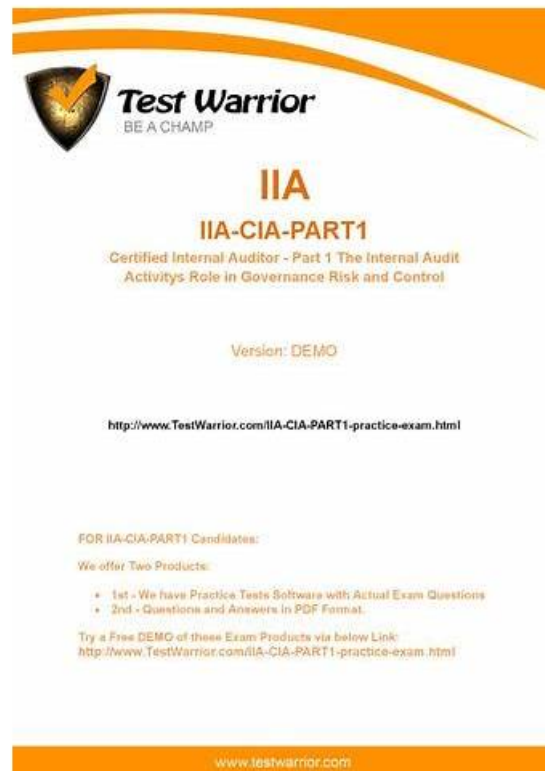 Test Warrior
BE A CHAMP
IIA
IIA-CIA-PART1
Certified Internal Auditor - Part 1 The Internal Audit
Activitys Role in Governance Risk and Control
Version: DEMO
http://www.TestWarrior.com/IIA-CIA-PART1-practice-exam.html
FOR IIA-CIA-PART1 Candidates:
We offer Two Products:
• 1st - We have Practice Tests Software with Actual Exam Questions
• 2nd - Questions and Answers in PDF Format.
Try a Free DEMO of these Exam Products via below Link:
http://www.TestWarrior.com/IIA-CIA-PART1-practice-exam.html
www.testwarrior.com